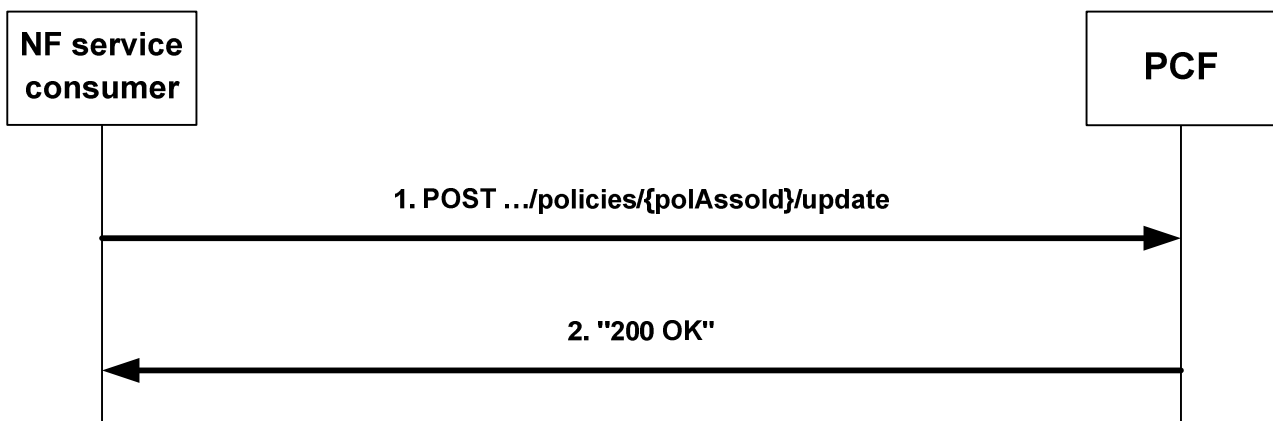 NF service
consumer
PCF
1. POST …/policies/{polAssoId}/update
2. "200 OK"